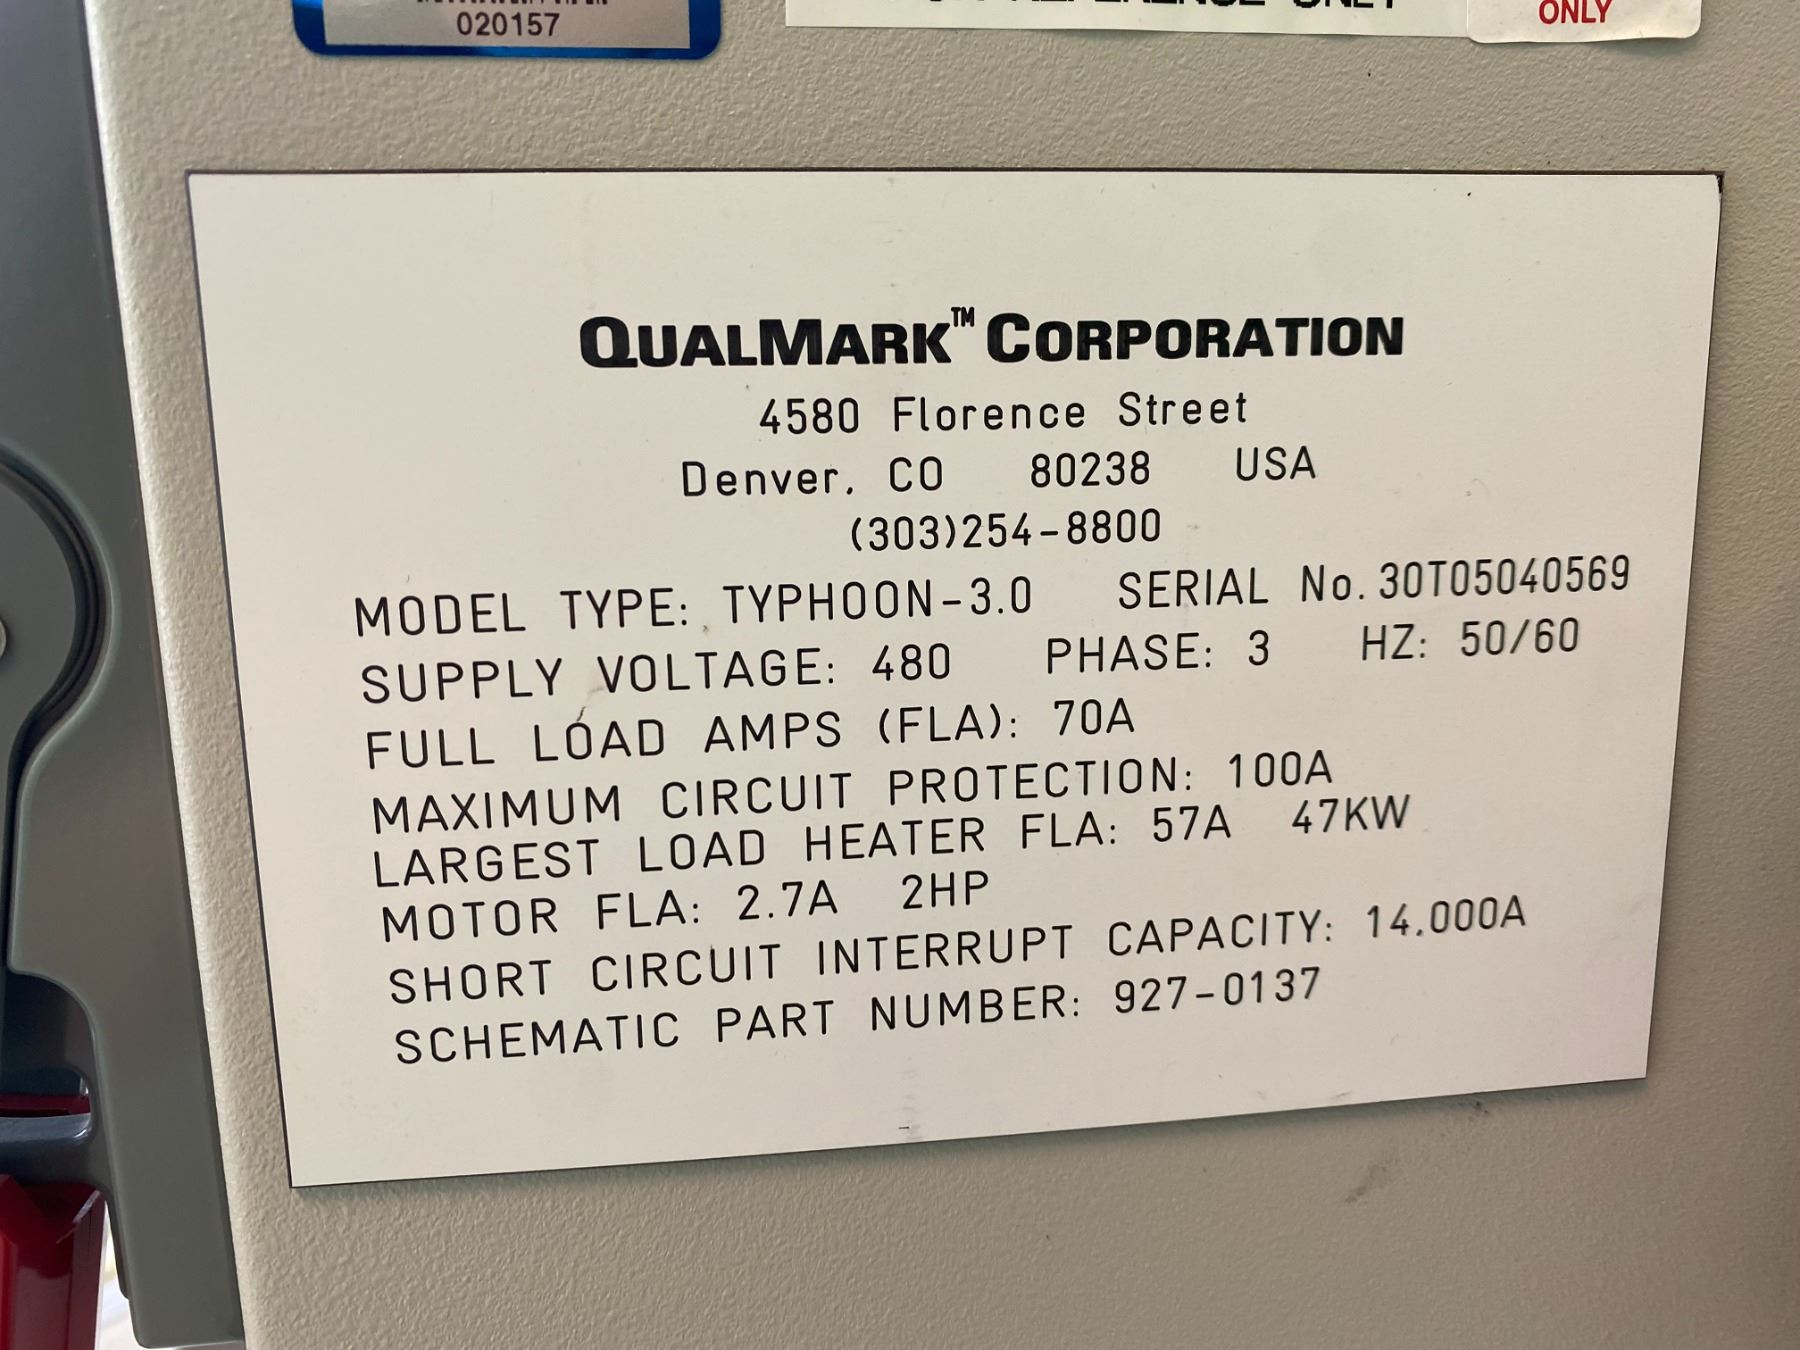 020157
ONLY
QUALMARK™ CORPORATION
4580 Florence Street
Denver, CO 80238 USA
(303)254-8800
MODEL TYPE: TYPHOON-3.0 SERIAL No. 30T05040569
SUPPLY VOLTAGE: 480 PHASE: 3 HZ: 50/60
FULL LOAD AMPS (FLA): 70A
MAXIMUM CIRCUIT PROTECTION: 100A
LARGEST LOAD HEATER FLA: 57A 47KW
MOTOR FLA: 2.7A 2HP
SHORT CIRCUIT INTERRUPT CAPACITY: 14,000A
SCHEMATIC PART NUMBER: 927-0137